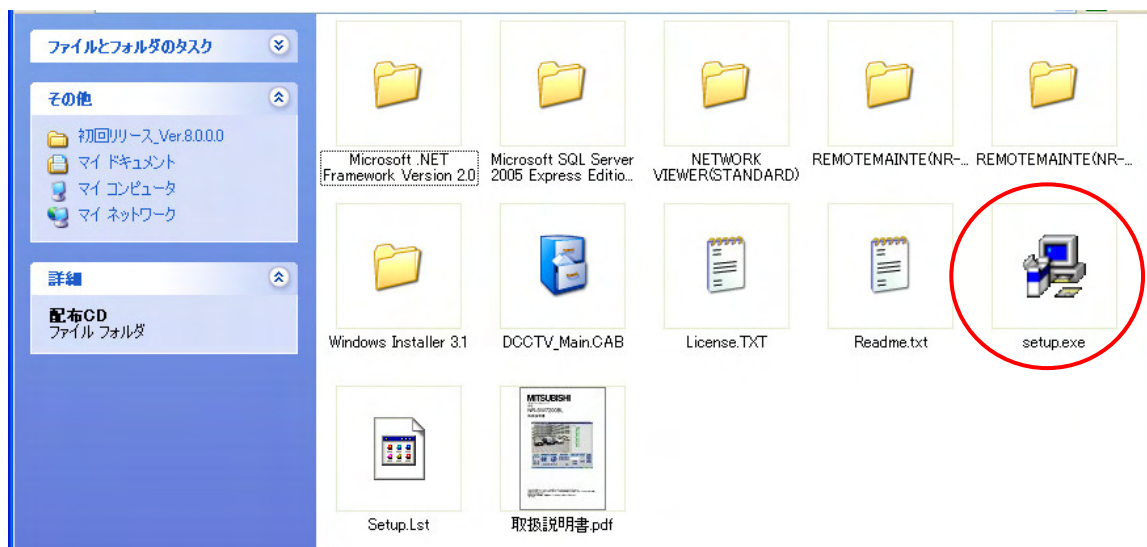 ファイルとフォルダのタスク
その他
初回リリース_Ver.8.0.0.0
マイ ドキュメント
マイ コンピュータ
マイ ネットワーク
詳細
配布CD
ファイル フォルダ
Microsoft .NET
Framework Version 2.0
Microsoft SQL Server
2005 Express Editio...
NETWORK
VIEWER(STANDARD)
REMOTEMAINTE(NR-...
REMOTEMAINTE(NR-...
Windows Installer 3.1
DCCTV_Main.CAB
License.TXT
Readme.txt
setup.exe
Setup.Lst
MITSUBISHI
取扱説明書.pdf